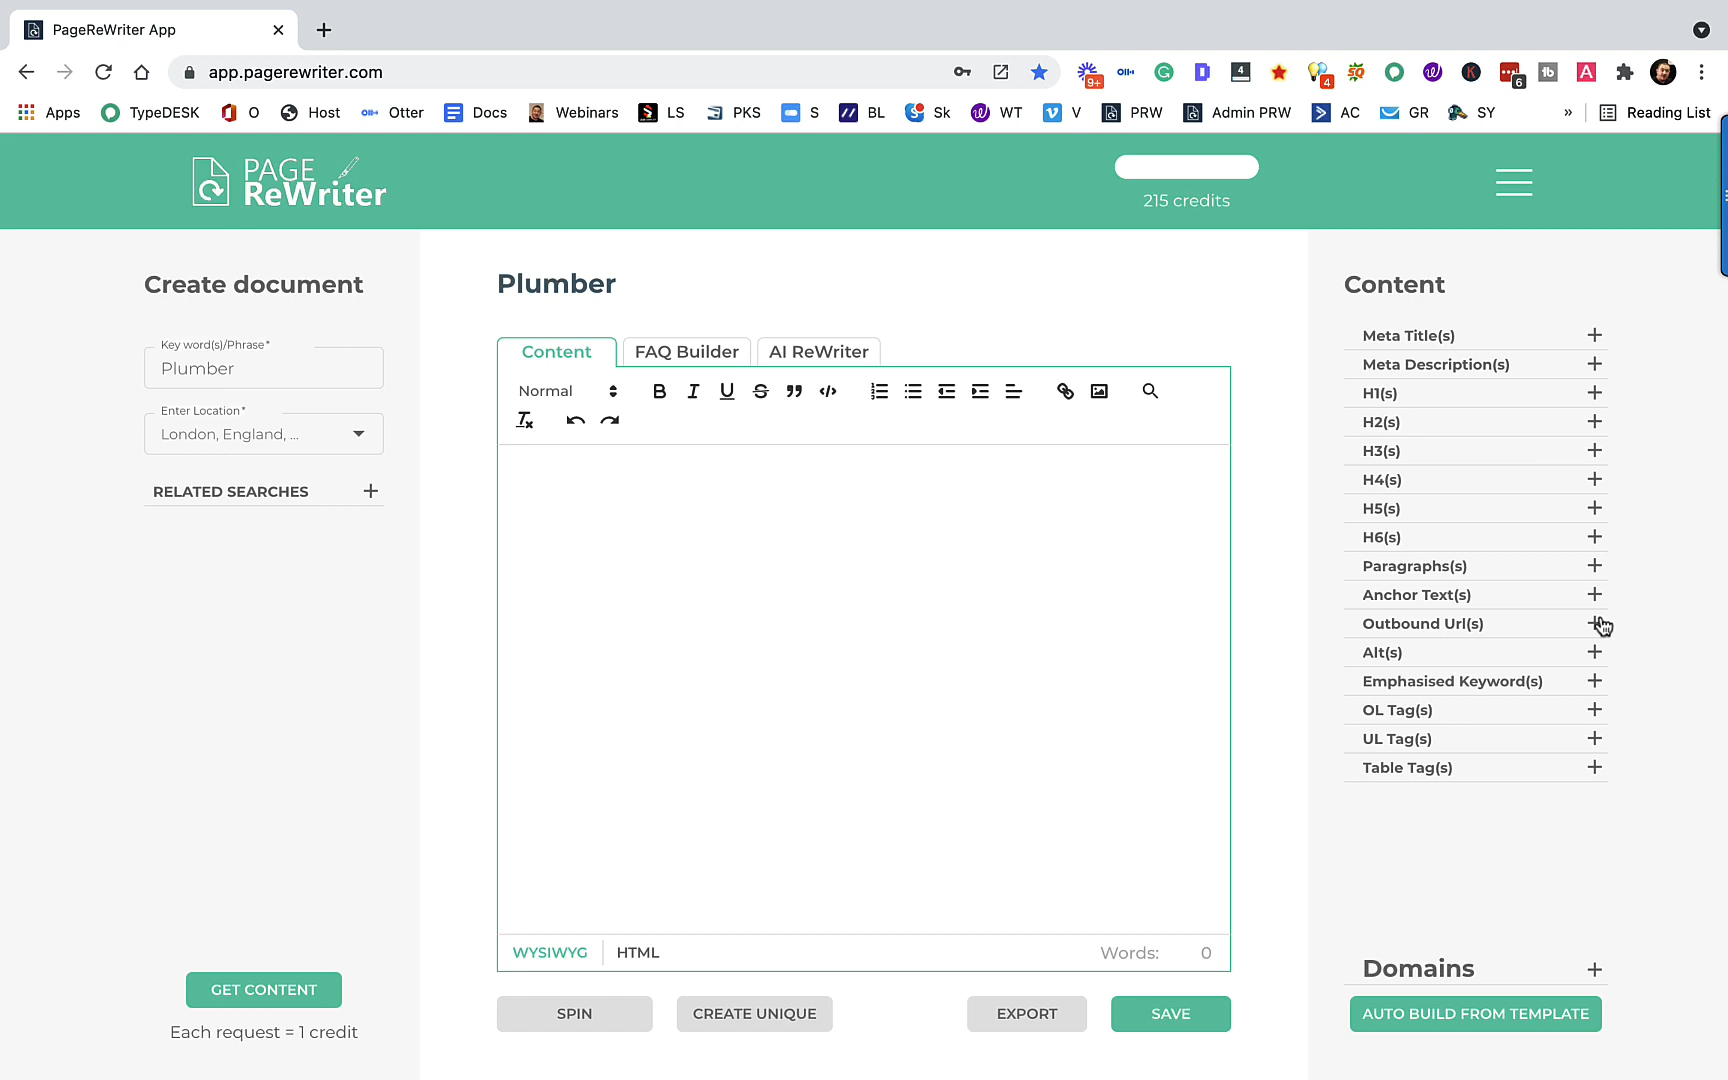 PageReWriter App
app.pagerewriter.com
9+
4
4
6
Apps
TypeDESK
O
Host
Otter
Docs
Webinars
LS
PKS
S
BL
Sk
WT
V
PRW
Admin PRW
AC
GR
SY
»
Reading List
PAGE
ReWriter
215 credits
Create document
Key word(s)/Phrase*
Plumber
Enter Location*
London, England, ...
RELATED SEARCHES
GET CONTENT
Each request = 1 credit
Plumber
Content
FAQ Builder
AI ReWriter
Normal
WYSIWYG
HTML
Words: 0
SPIN
CREATE UNIQUE
EXPORT
SAVE
Content
Meta Title(s)
Meta Description(s)
H1(s)
H2(s)
H3(s)
H4(s)
H5(s)
H6(s)
Paragraphs(s)
Anchor Text(s)
Outbound Url(s)
Alt(s)
Emphasised Keyword(s)
OL Tag(s)
UL Tag(s)
Table Tag(s)
Domains
AUTO BUILD FROM TEMPLATE